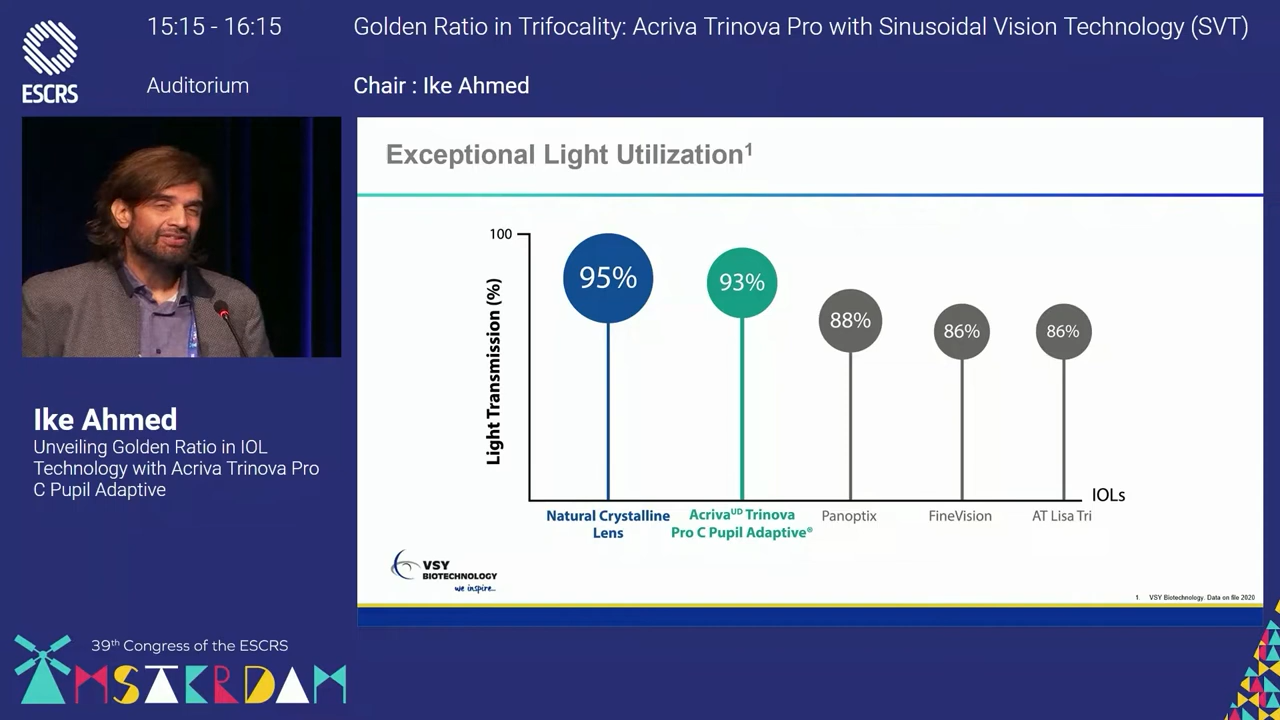 15:15 - 16:15
Golden Ratio in Trifocality: Acriva Trinova Pro with Sinusoidal Vision Technology (SVT)
ESCRS
Auditorium
Chair : Ike Ahmed
Exceptional Light Utilization¹
100
Light Transmission (%)
95%
93%
88%
86%
86%
IOLs
Natural Crystalline
Lens
Acrivaᵁᴰ Trinova
Pro C Pupil Adaptive®
Panoptix
FineVision
AT Lisa Tri
VSY
BIOTECHNOLOGY
we inspire...
1. VSY Biotechnology. Data on file 2020
Ike Ahmed
Unveiling Golden Ratio in IOL
Technology with Acriva Trinova Pro
C Pupil Adaptive
39th Congress of the ESCRS
AMSTERDAM